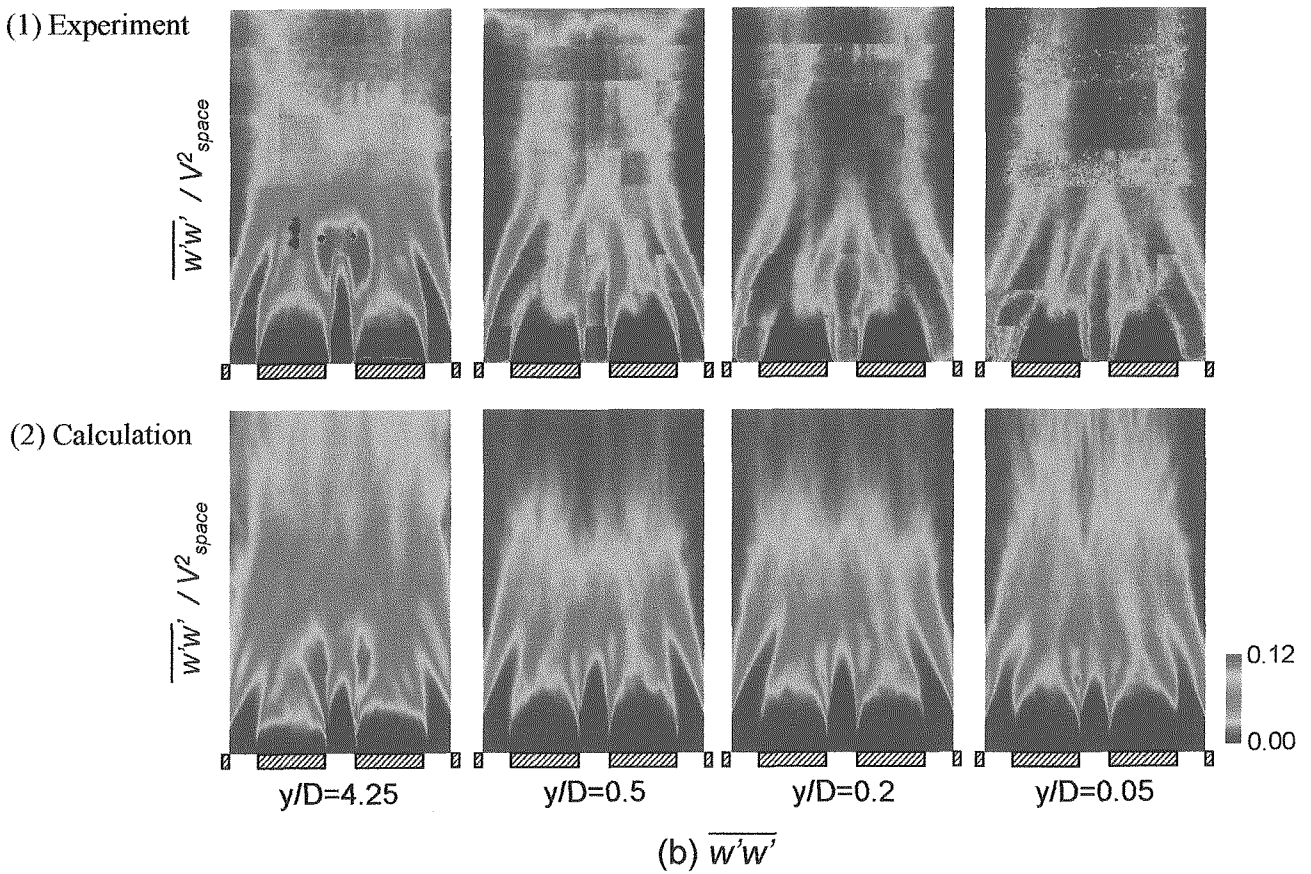 (1) Experiment
w'w' / V²space
(2) Calculation
w'w' / V²space
0.12
0.00
y/D=4.25
y/D=0.5
y/D=0.2
y/D=0.05
(b) w'w'